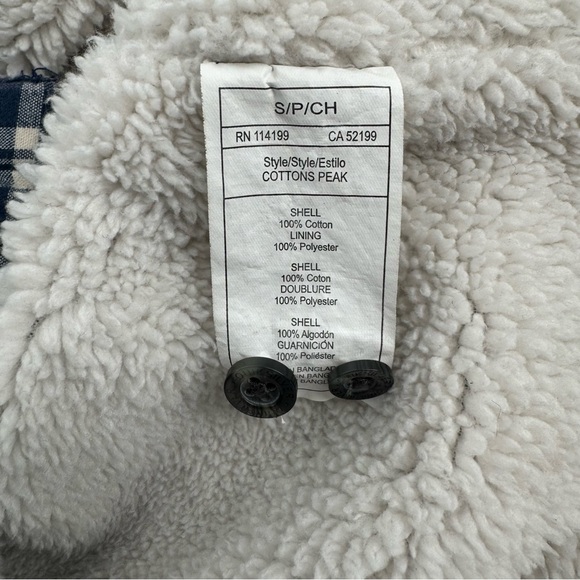 S/P/CH
RN 114199 CA 52199
Style/Style/Estilo
COTTONS PEAK
SHELL
100% Cotton
LINING
100% Polyester
SHELL
100% Coton
DOUBLURE
100% Polyester
SHELL
100% Algodón
GUARNICIÓN
100% Poliéster